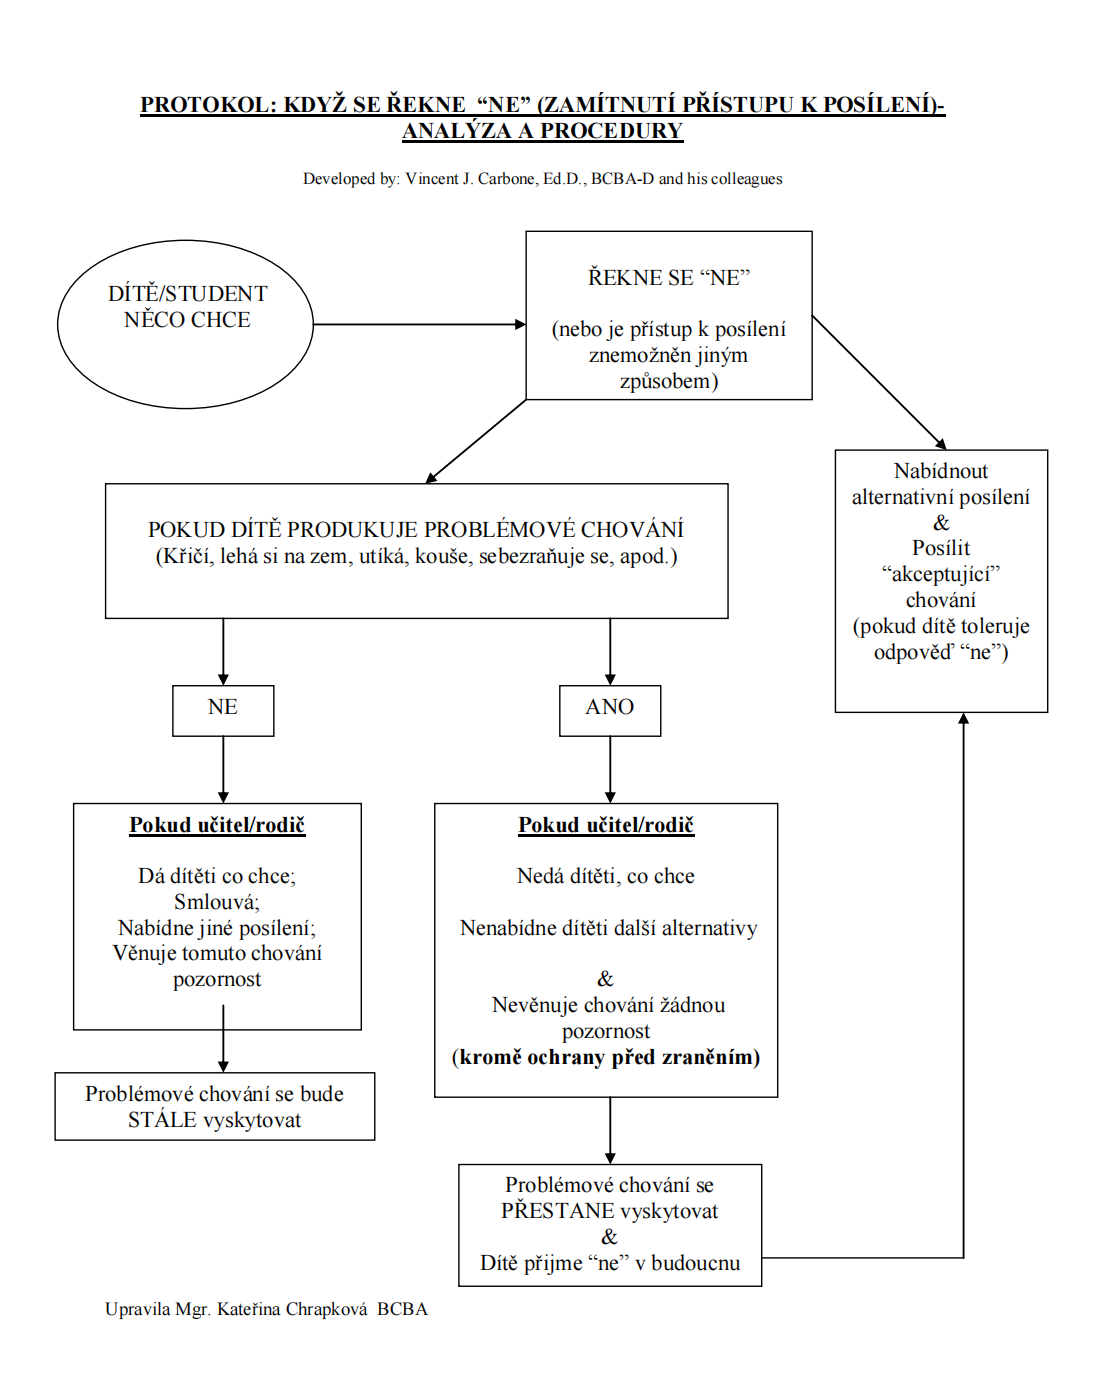 PROTOKOL: KDYŽ SE ŘEKNE “NE” (ZAMÍTNUTÍ PŘÍSTUPU K POSÍLENÍ)-
ANALÝZA A PROCEDURY
Developed by: Vincent J. Carbone, Ed.D., BCBA-D and his colleagues
DÍTĚ/STUDENT
NĚCO CHCE
ŘEKNE SE “NE”
(nebo je přístup k posílení
znemožněn jiným
způsobem)
Nabídnout
alternativní posílení
&
Posílit
“akceptující”
chování
(pokud dítě toleruje
odpověď “ne”)
POKUD DÍTĚ PRODUKUJE PROBLÉMOVÉ CHOVÁNÍ
(Křičí, lehá si na zem, utíká, kouše, sebezraňuje se, apod.)
NE
ANO
Pokud učitel/rodič
Dá dítěti co chce;
Smlouvá;
Nabídne jiné posílení;
Věnuje tomuto chování
pozornost
Pokud učitel/rodič
Nedá dítěti, co chce
Nenabídne dítěti další alternativy
&
Nevěnuje chování žádnou
pozornost
(kromě ochrany před zraněním)
Problémové chování se bude
STÁLE vyskytovat
Problémové chování se
PŘESTANE vyskytovat
&
Dítě přijme “ne” v budoucnu
Upravila Mgr. Kateřina Chrapková BCBA